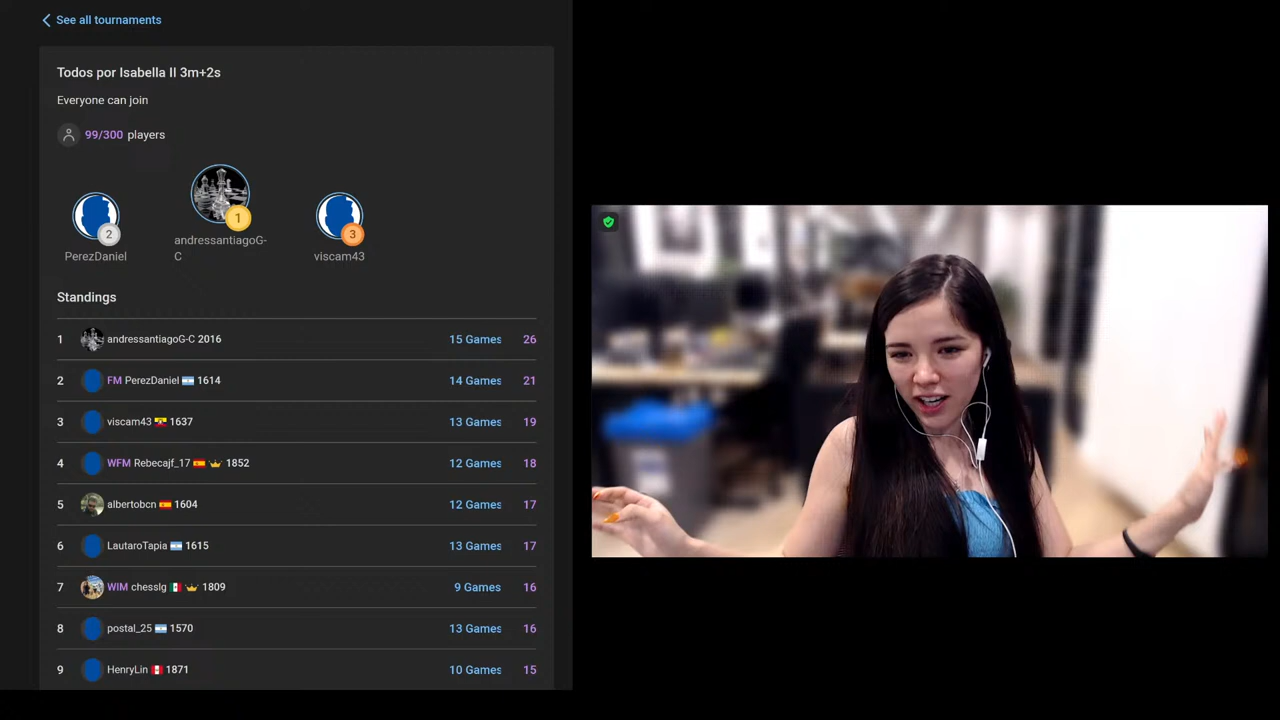 See all tournaments
Todos por Isabella II 3m+2s
Everyone can join
99/300 players
1
2
3
andressantiagoG-
C
PerezDaniel
viscam43
Standings
1 andressantiagoG-C 2016 15 Games 26
2 FM PerezDaniel 1614 14 Games 21
3 viscam43 1637 13 Games 19
4 WFM Rebecajf_17 1852 12 Games 18
5 albertobcn 1604 12 Games 17
6 LautaroTapia 1615 13 Games 17
7 WIM chesslg 1809 9 Games 16
8 postal_25 1570 13 Games 16
9 HenryLin 1871 10 Games 15